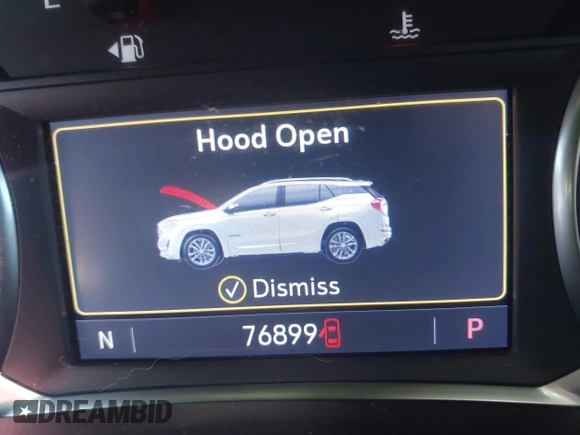 E
Hood Open
Dismiss
N 76899 P
DREAMBID